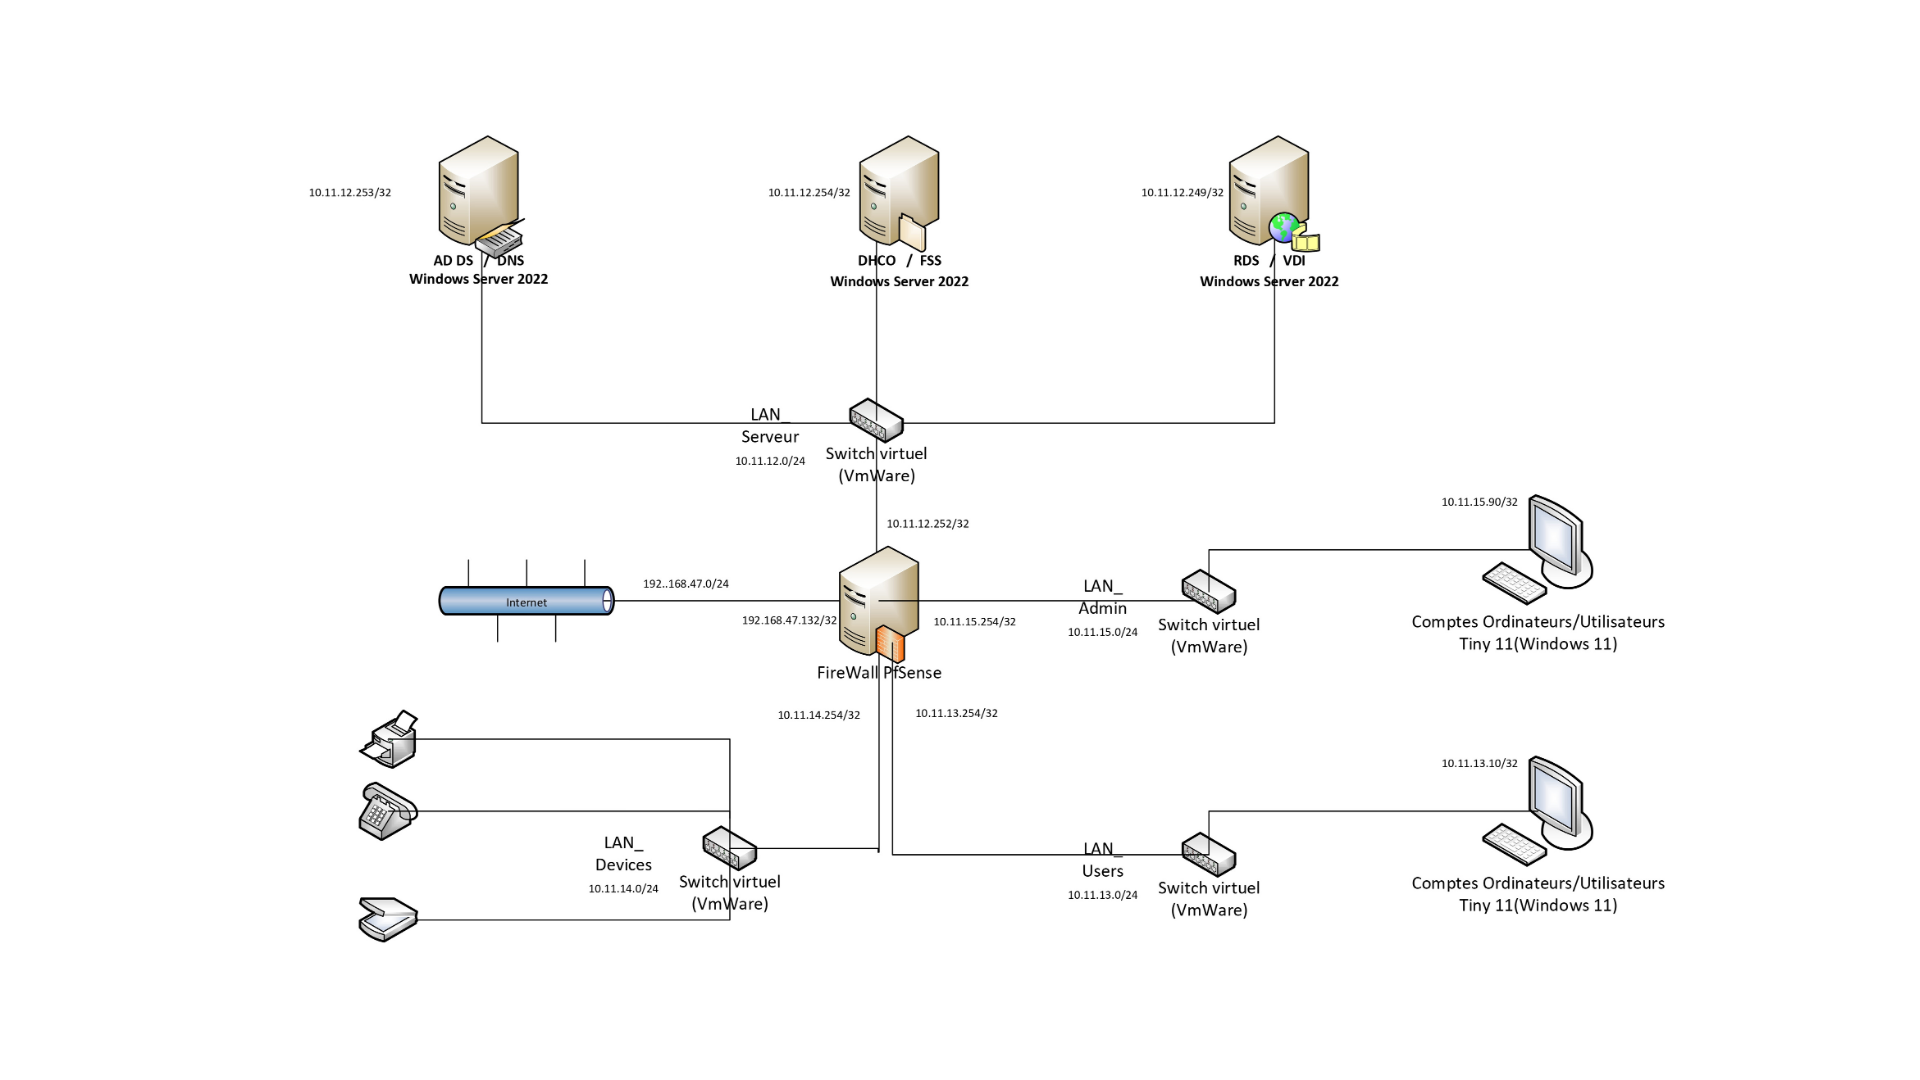 10.11.12.253/32
AD DS / DNS
Windows Server 2022
10.11.12.254/32
DHCO / FSS
Windows Server 2022
10.11.12.249/32
RDS / VDI
Windows Server 2022
LAN_
Serveur
10.11.12.0/24
Switch virtuel
(VmWare)
10.11.12.252/32
Internet
192..168.47.0/24
192.168.47.132/32
FireWall PfSense
10.11.15.254/32
LAN_
Admin
10.11.15.0/24
Switch virtuel
(VmWare)
10.11.15.90/32
Comptes Ordinateurs/Utilisateurs
Tiny 11(Windows 11)
10.11.14.254/32
10.11.13.254/32
LAN_
Devices
10.11.14.0/24
Switch virtuel
(VmWare)
LAN_
Users
10.11.13.0/24
Switch virtuel
(VmWare)
10.11.13.10/32
Comptes Ordinateurs/Utilisateurs
Tiny 11(Windows 11)